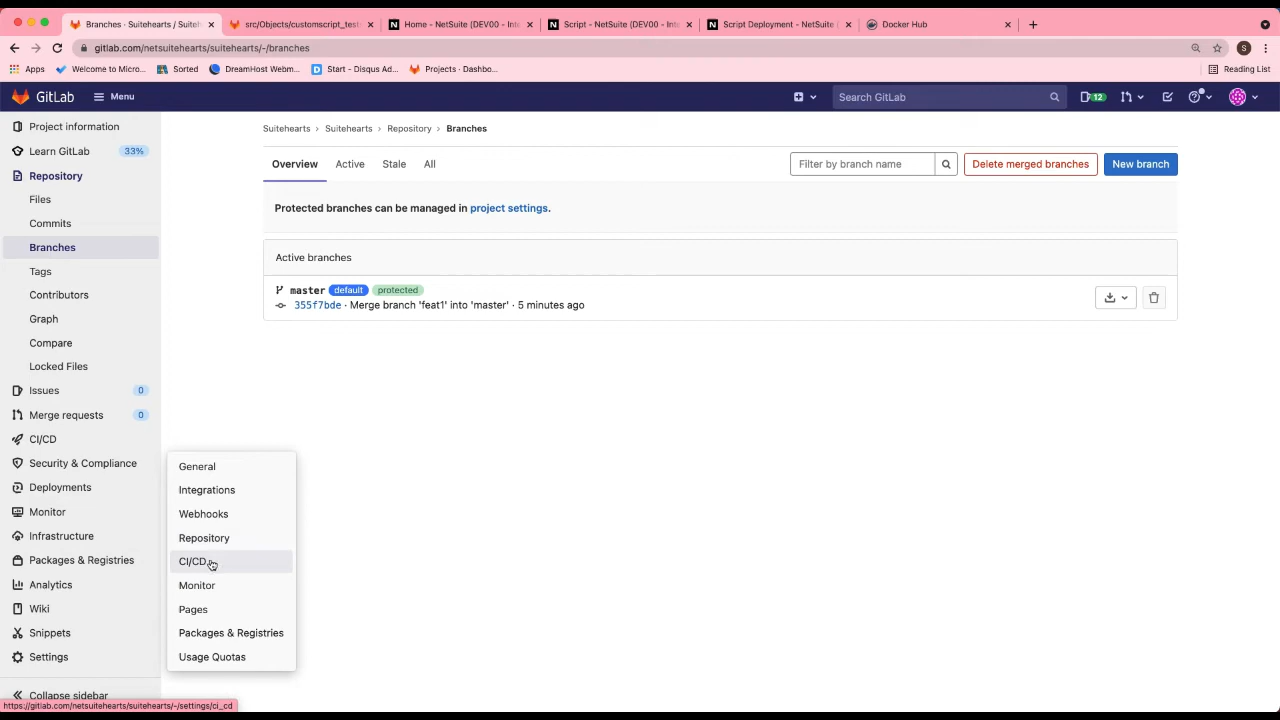 Branches · Suitehearts / Suiteh
src/Objects/customscript_test
Home - NetSuite (DEV00 - Inte
Script - NetSuite (DEV00 - Int
Script Deployment - NetSuite (
Docker Hub
gitlab.com/netsuitehearts/suitehearts/-/branches
S
Apps
Welcome to Micro...
Sorted
DreamHost Webm...
Start - Disqus Ad...
Projects · Dashbo...
Reading List
GitLab
Menu
Search GitLab
12
Project information
Learn GitLab
33%
Repository
Files
Commits
Branches
Tags
Contributors
Graph
Compare
Locked Files
Issues
0
Merge requests
0
CI/CD
Security & Compliance
Deployments
Monitor
Infrastructure
Packages & Registries
Analytics
Wiki
Snippets
Settings
Collapse sidebar
https://gitlab.com/netsuitehearts/suitehearts/-/settings/ci_cd
General
Integrations
Webhooks
Repository
CI/CD
Monitor
Pages
Packages & Registries
Usage Quotas
Suitehearts › Suitehearts › Repository › Branches
Overview
Active
Stale
All
Filter by branch name
Delete merged branches
New branch
Protected branches can be managed in project settings.
Active branches
master default protected
355f7bde · Merge branch 'feat1' into 'master' · 5 minutes ago